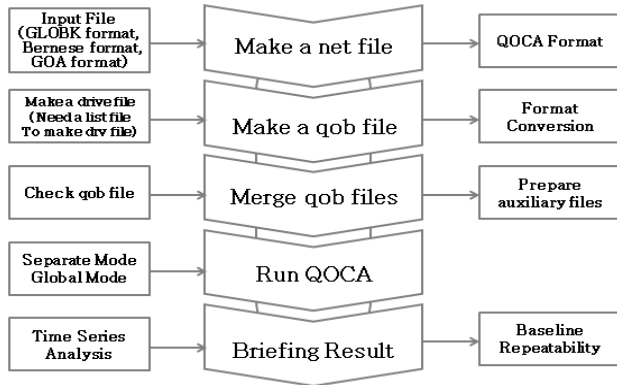 Input File
(GLOBK format,
Bernese format,
GOA format)
Make a net file
QOCA Format
Make a drive file
(Need a list file
To make drv file)
Make a qob file
Format
Conversion
Check qob file
Merge qob files
Prepare
auxiliary files
Separate Mode
Global Mode
Run QOCA
Time Series
Analysis
Briefing Result
Baseline
Repeatability